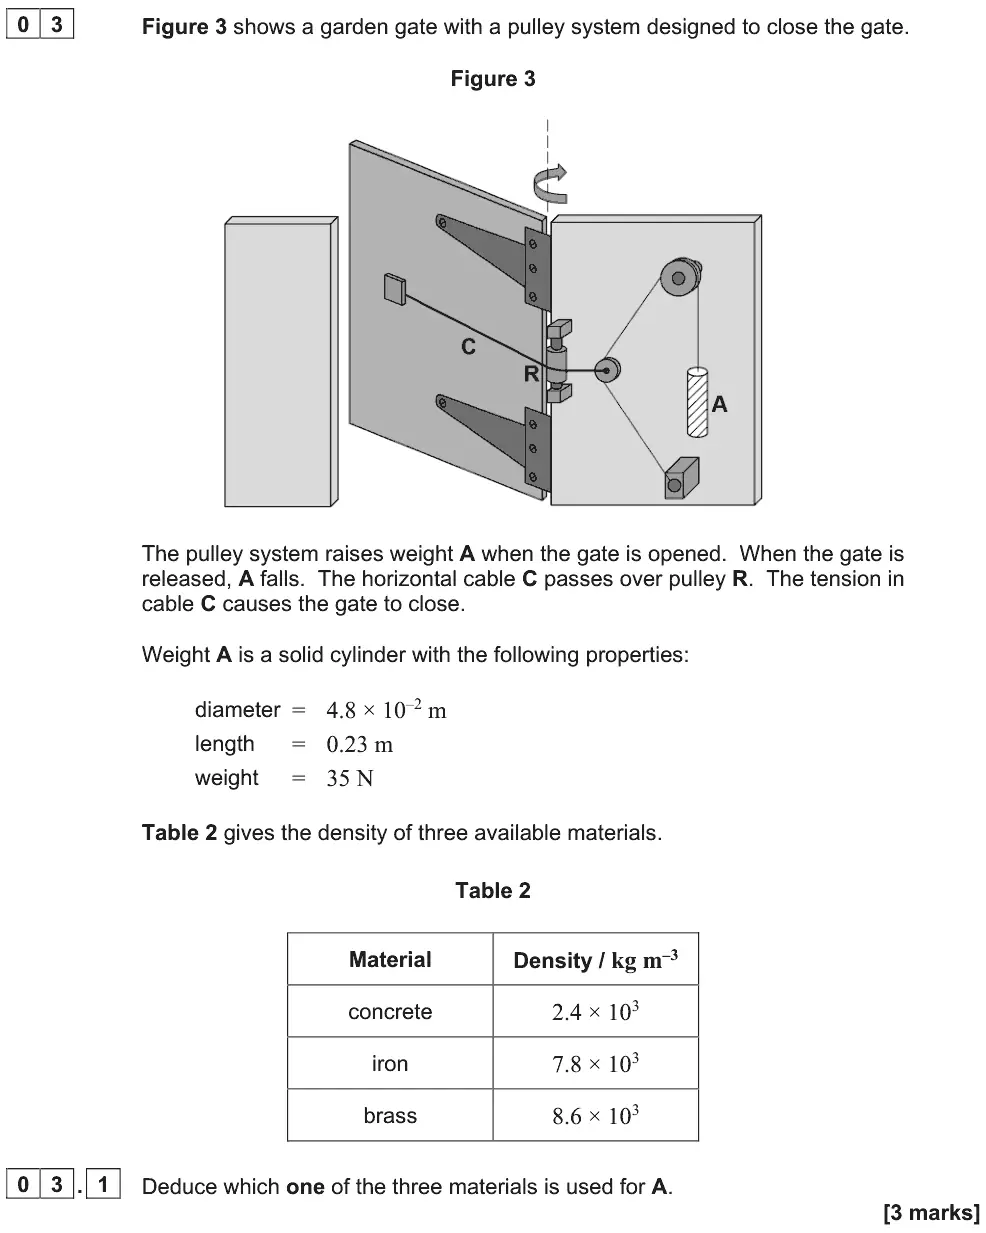 0 3 Figure 3 shows a garden gate with a pulley system designed to close the gate.
Figure 3
C
R
A
The pulley system raises weight A when the gate is opened. When the gate is
released, A falls. The horizontal cable C passes over pulley R. The tension in
cable C causes the gate to close.
Weight A is a solid cylinder with the following properties:
diameter = 4.8 × 10⁻² m
length = 0.23 m
weight = 35 N
Table 2 gives the density of three available materials.
Table 2
Material Density / kg m⁻³
concrete 2.4 × 10³
iron 7.8 × 10³
brass 8.6 × 10³
0 3 . 1 Deduce which one of the three materials is used for A.
[3 marks]